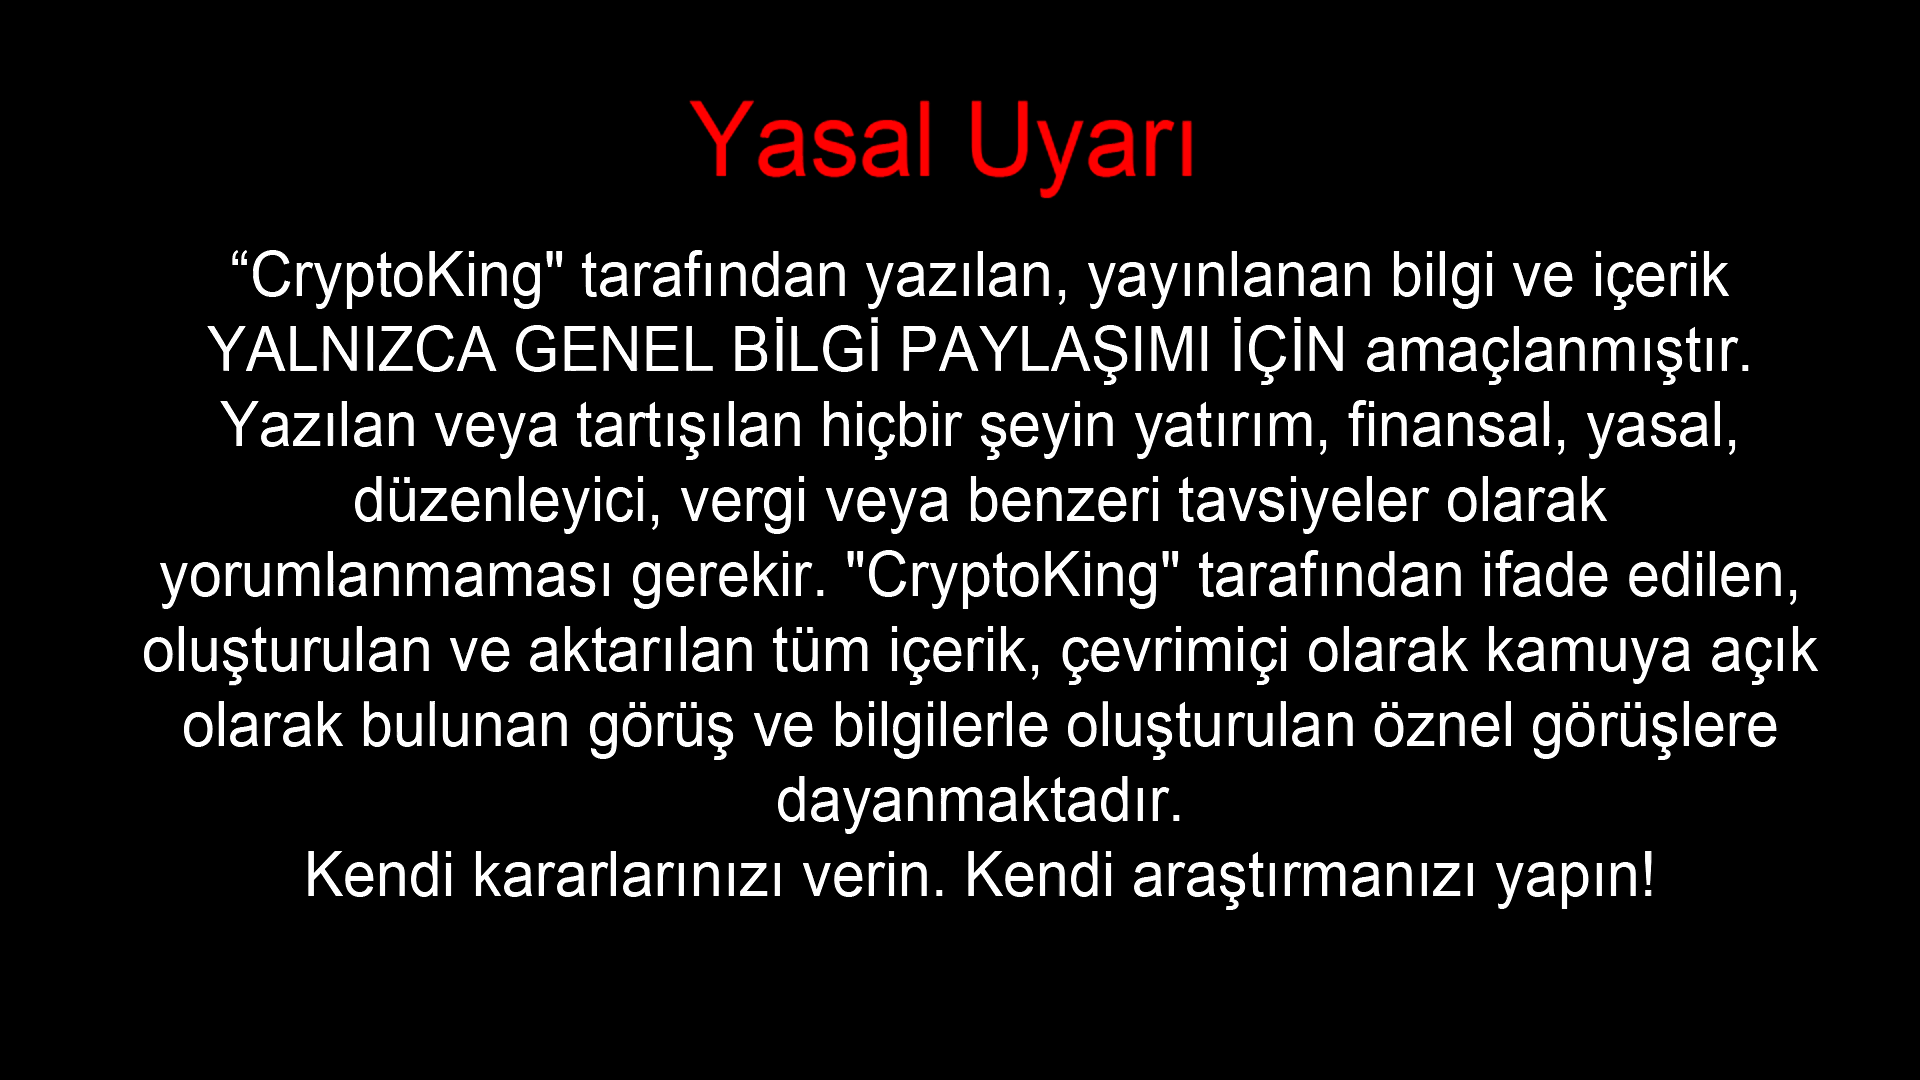 Yasal Uyarı
“CryptoKing" tarafından yazılan, yayınlanan bilgi ve içerik
YALNIZCA GENEL BİLGİ PAYLAŞIMI İÇİN amaçlanmıştır.
Yazılan veya tartışılan hiçbir şeyin yatırım, finansal, yasal,
düzenleyici, vergi veya benzeri tavsiyeler olarak
yorumlanmaması gerekir. "CryptoKing" tarafından ifade edilen,
oluşturulan ve aktarılan tüm içerik, çevrimiçi olarak kamuya açık
olarak bulunan görüş ve bilgilerle oluşturulan öznel görüşlere
dayanmaktadır.
Kendi kararlarınızı verin. Kendi araştırmanızı yapın!